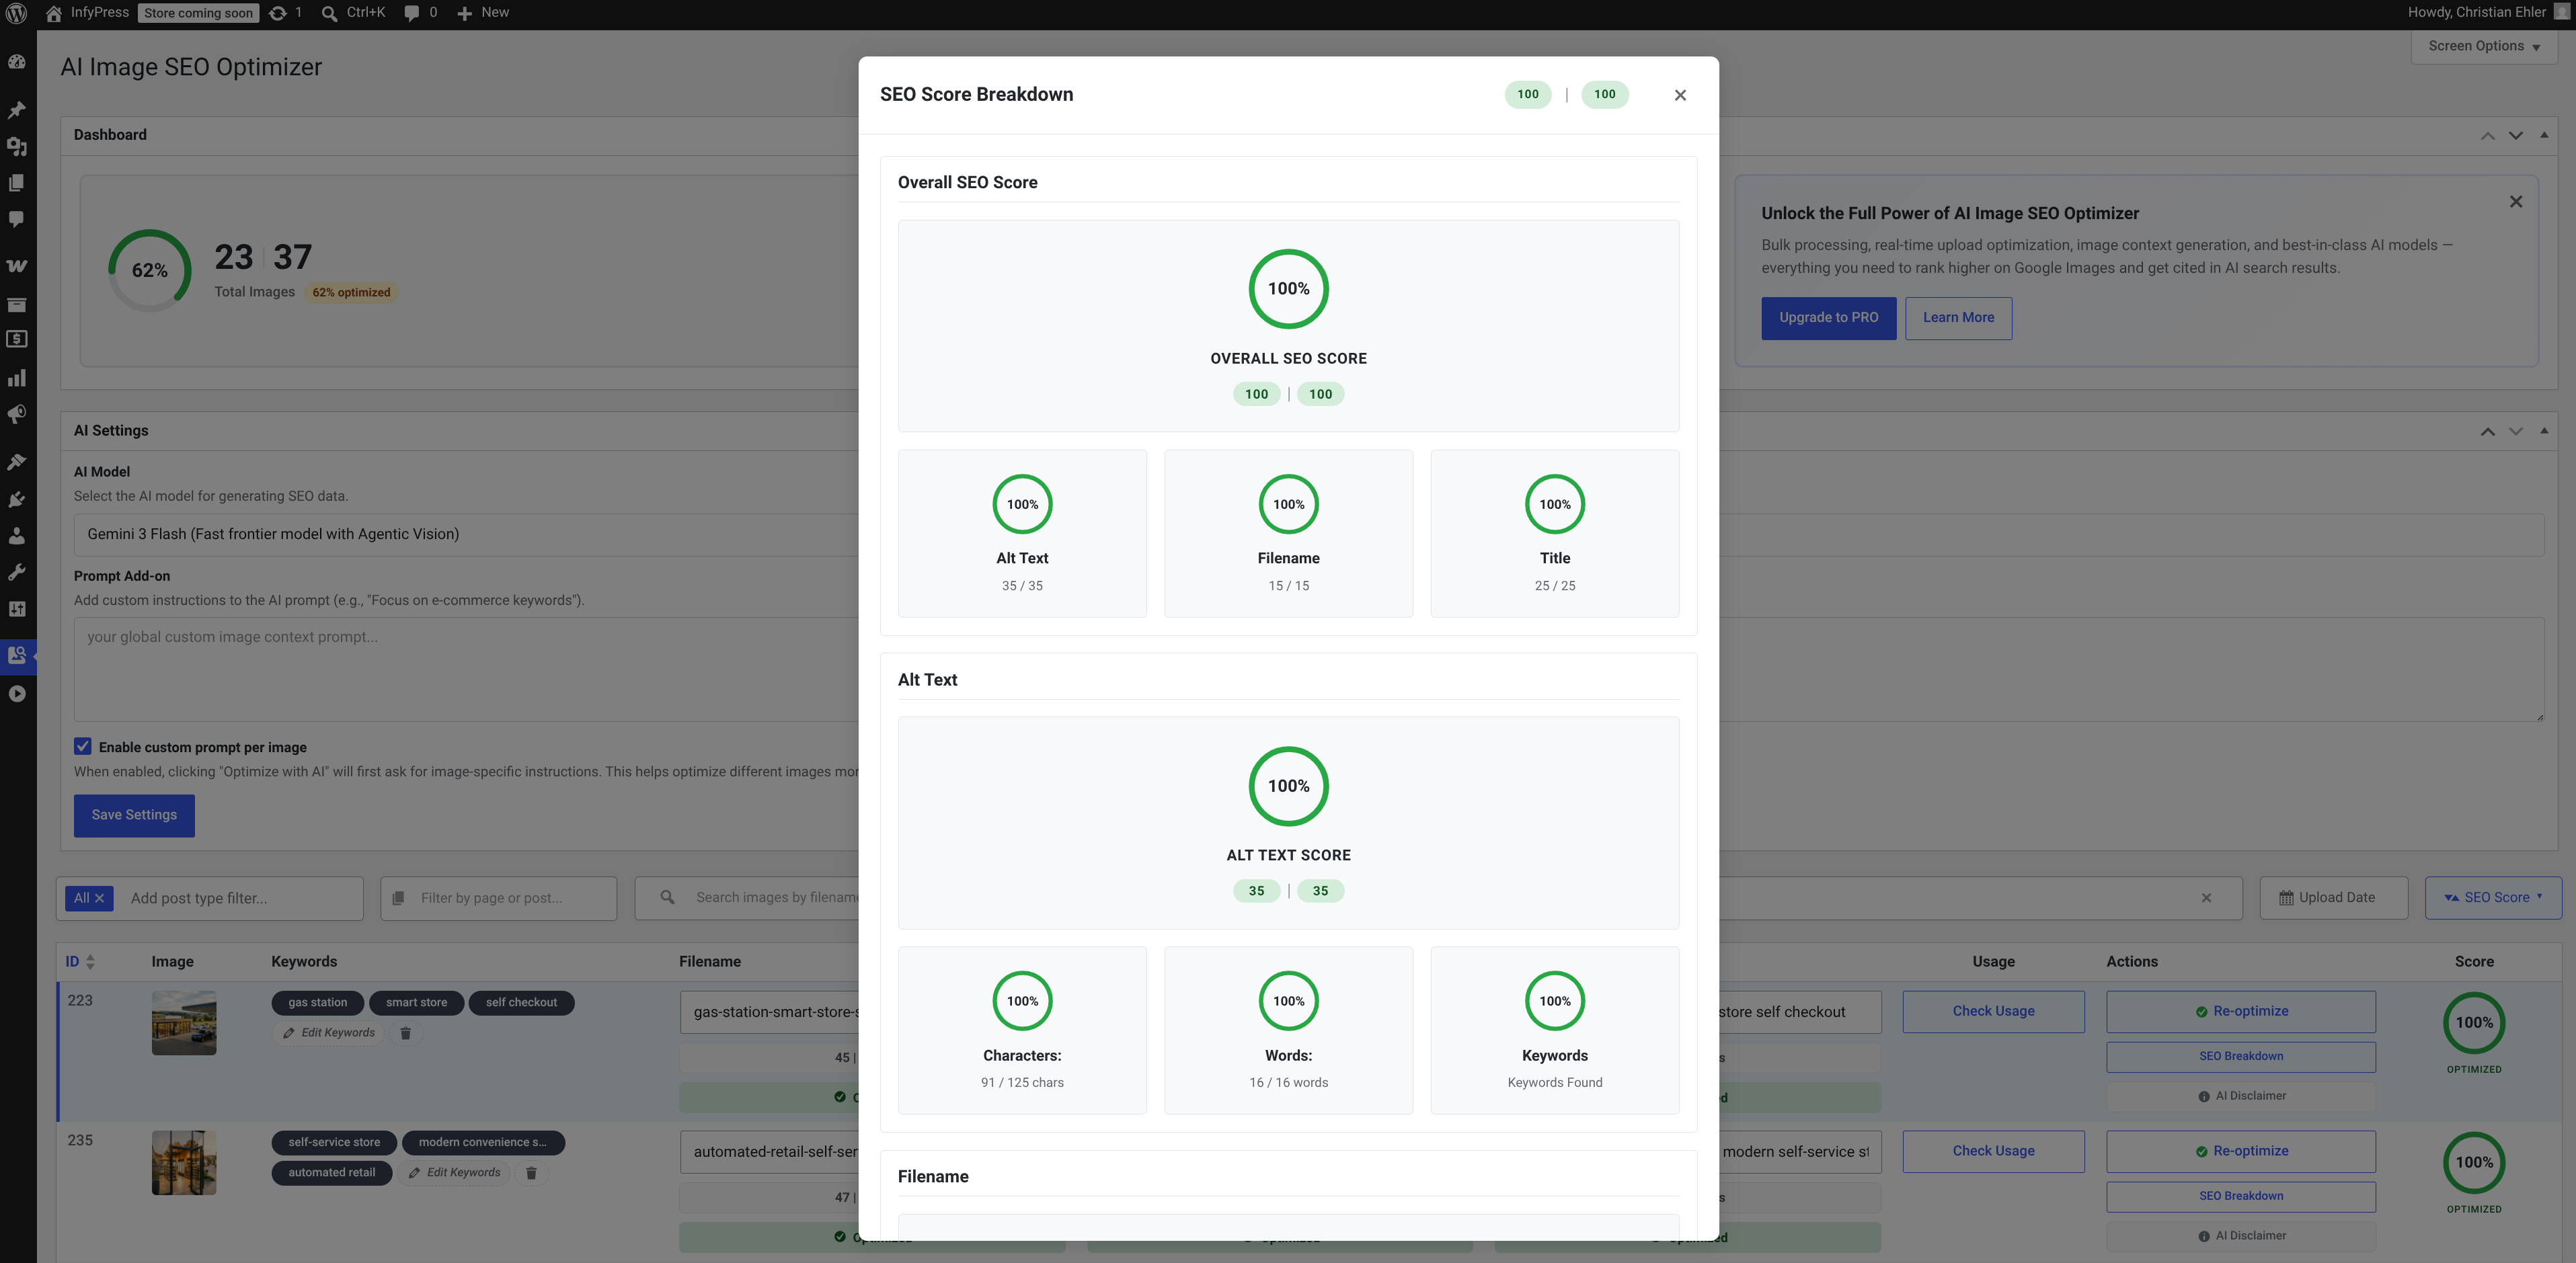 InfyPress Store coming soon 1 Ctrl+K 0 New Howdy, Christian Ehler
AI Image SEO Optimizer
Screen Options
Dashboard
62%
23 37
Total Images 62% optimized
Unlock the Full Power of AI Image SEO Optimizer
Bulk processing, real-time upload optimization, image context generation, and best-in-class AI models —
everything you need to rank higher on Google Images and get cited in AI search results.
Upgrade to PRO Learn More
AI Settings
AI Model
Select the AI model for generating SEO data.
Gemini 3 Flash (Fast frontier model with Agentic Vision)
Prompt Add-on
Add custom instructions to the AI prompt (e.g., "Focus on e-commerce keywords").
your global custom image context prompt...
Enable custom prompt per image
When enabled, clicking "Optimize with AI" will first ask for image-specific instructions. This helps optimize different images
Save Settings
SEO Score Breakdown 100 | 100
Overall SEO Score
100%
OVERALL SEO SCORE
100 | 100
100% 100% 100%
Alt Text Filename Title
35 / 35 15 / 15 25 / 25
Alt Text
100%
ALT TEXT SCORE
35 | 35
100% 100% 100%
Characters: Words: Keywords
91 / 125 chars 16 / 16 words Keywords Found
Filename
All Add post type filter... Filter by page or post... Search images by filename Upload Date SEO Score
ID Image Keywords Filename Usage Actions Score
223 gas station smart store self checkout gas-station-smart-store-s store self checkout Check Usage Re-optimize 100%
Edit Keywords 45 | s SEO Breakdown OPTIMIZED
AI Disclaimer
235 self-service store modern convenience s... automated-retail-self-ser modern self-service st Check Usage Re-optimize 100%
automated retail Edit Keywords 47 | s SEO Breakdown OPTIMIZED
AI Disclaimer